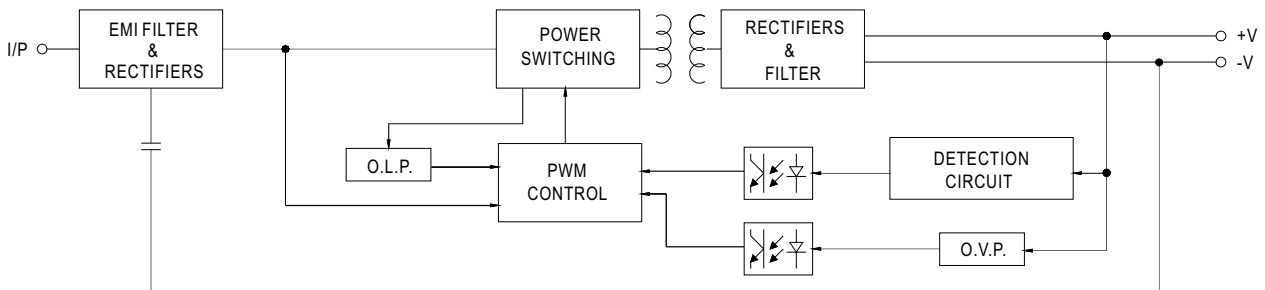 I/P
EMI FILTER
&
RECTIFIERS
POWER
SWITCHING
RECTIFIERS
&
FILTER
+V
-V
O.L.P.
PWM
CONTROL
DETECTION
CIRCUIT
O.V.P.